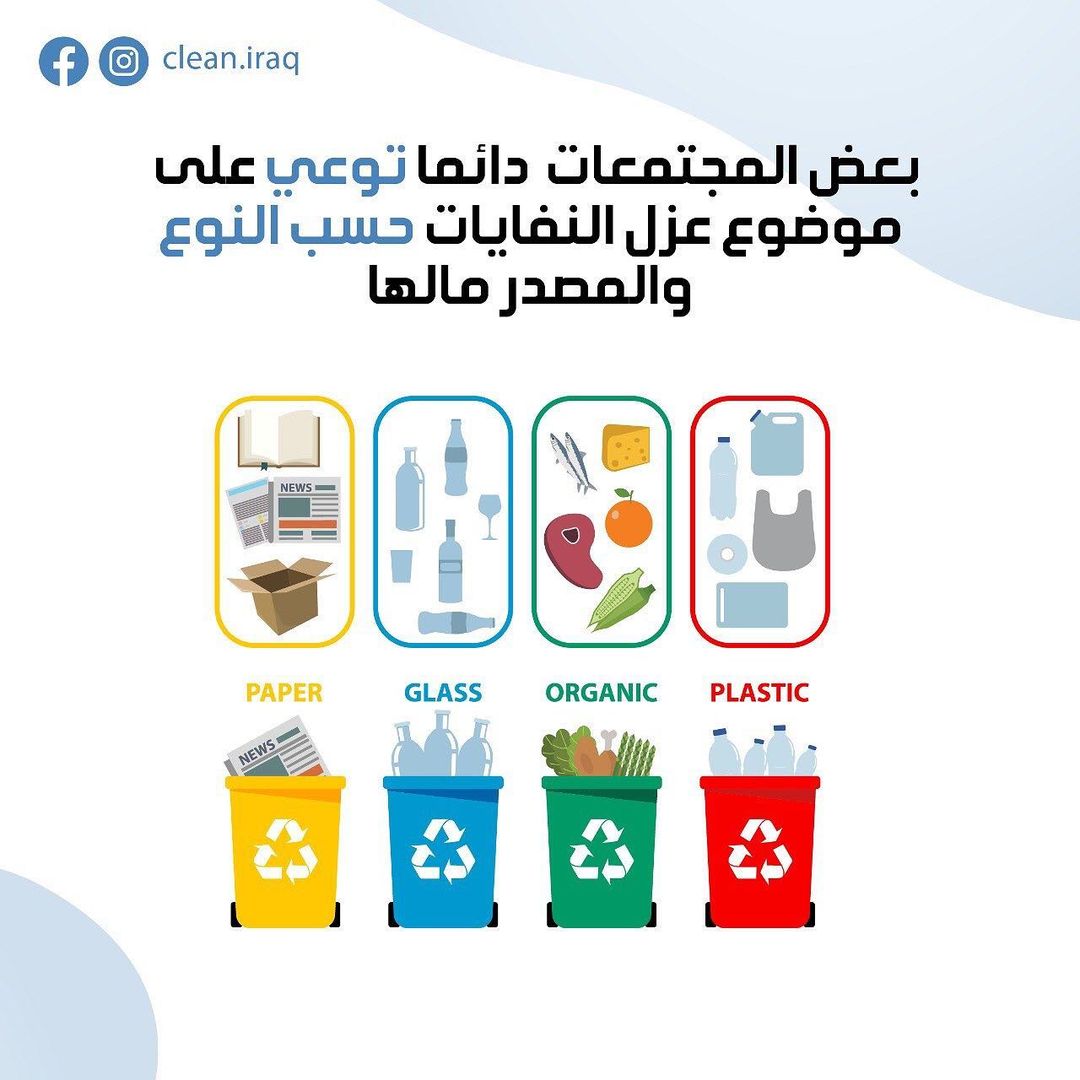 clean.iraq
بعض المجتمعات دائما توعي على
موضوع عزل النفايات حسب النوع
والمصدر مالها
NEWS
PAPER
GLASS
ORGANIC
PLASTIC
NEWS